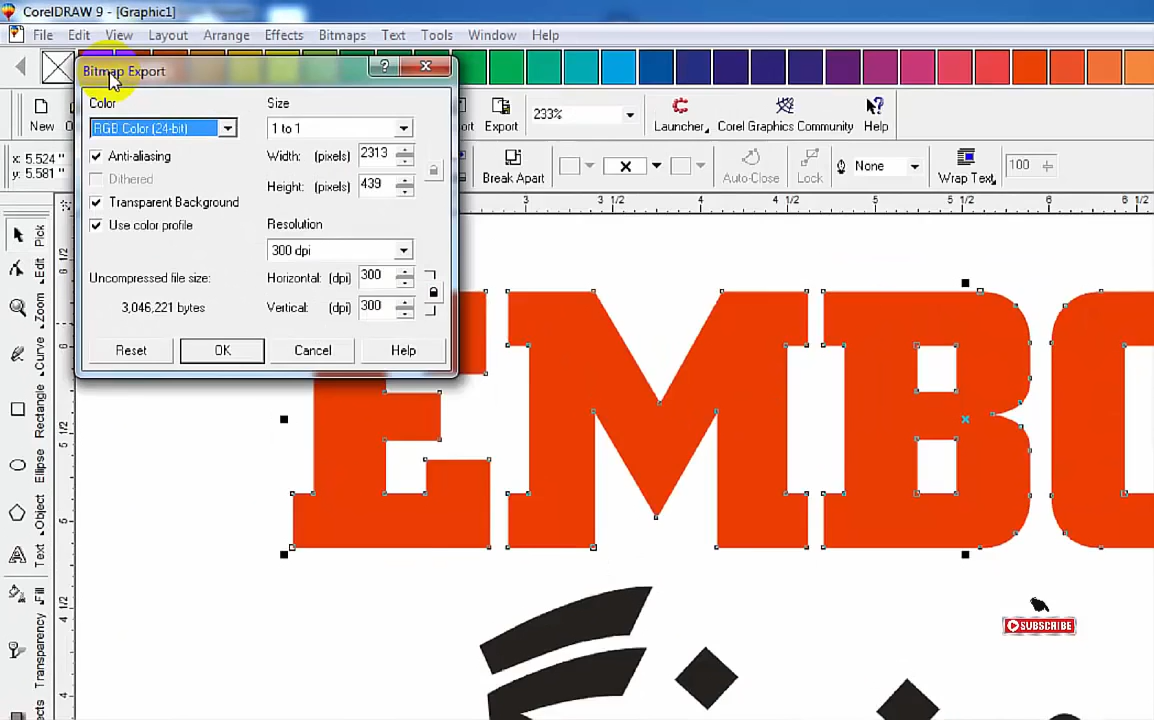 CorelDRAW 9 - [Graphic1]
File Edit View Layout Arrange Effects Bitmaps Text Tools Window Help
Bitmap Export
Color
RGB Color (24-bit)
Anti-aliasing
Dithered
Transparent Background
Use color profile
Uncompressed file size:
3,046,221 bytes
Size
1 to 1
Width: (pixels) 2313
Height: (pixels) 439
Resolution
300 dpi
Horizontal: (dpi) 300
Vertical: (dpi) 300
Reset OK Cancel Help
New Export 233% Launcher Corel Graphics Community Help
x: 5.524 "
y: 5.581 "
Break Apart Auto-Close Lock None Wrap Text 100
3 3 1/2 4 4 1/2 5 5 1/2 6 6 1/2
Pick
Edit
Zoom
Curve
Rectangle
Ellipse
Object
Text
Fill
Transparency
EMBO
SUBSCRIBE